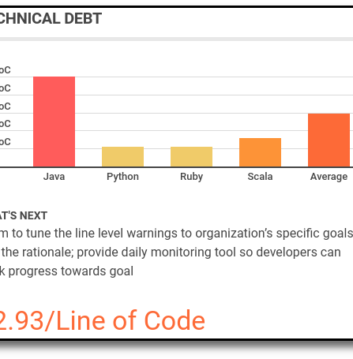 CHNICAL DEBT
oC
oC
oC
oC
oC
Java Python Ruby Scala Average
T'S NEXT
m to tune the line level warnings to organization's specific goals
the rationale; provide daily monitoring tool so developers can
k progress towards goal
2.93/Line of Code